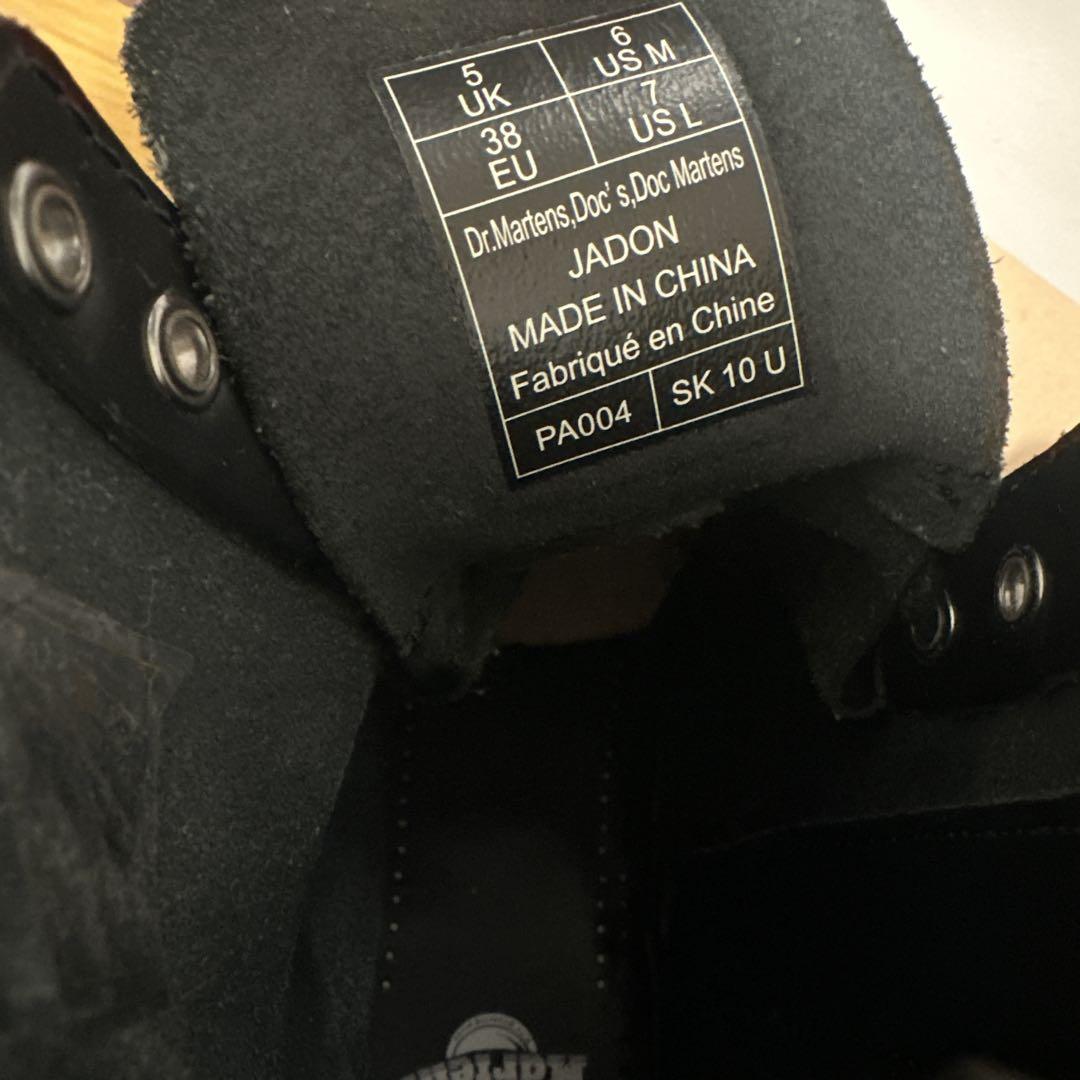 5
UK
6
US M
38
EU
7
US L
Dr.Martens,Doc's,Doc Martens
JADON
MADE IN CHINA
Fabriqué en Chine
PA004
SK 10 U